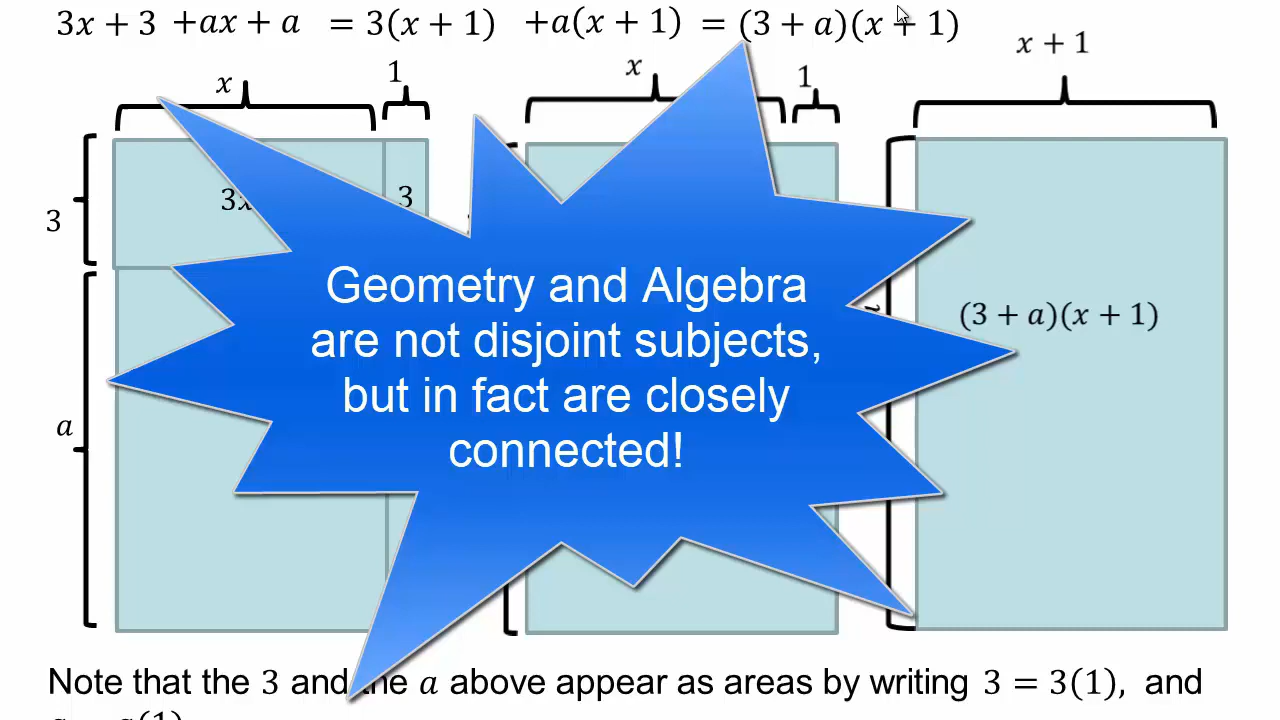 3x + 3 +ax + a = 3(x + 1) +a(x + 1) = (3 + a)(x + 1)
x 1 x 1 x + 1
3 3x 3
Geometry and Algebra
are not disjoint subjects,
but in fact are closely
connected!
(3 + a)(x + 1)
a
Note that the 3 and the a above appear as areas by writing 3 = 3(1), and